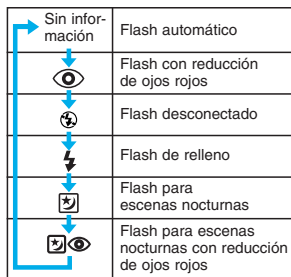 Sin infor-
mación
Flash automático
Flash con reducción
de ojos rojos
Flash desconectado
Flash de relleno
Flash para
escenas nocturnas
Flash para escenas
nocturnas con reducción
de ojos rojos